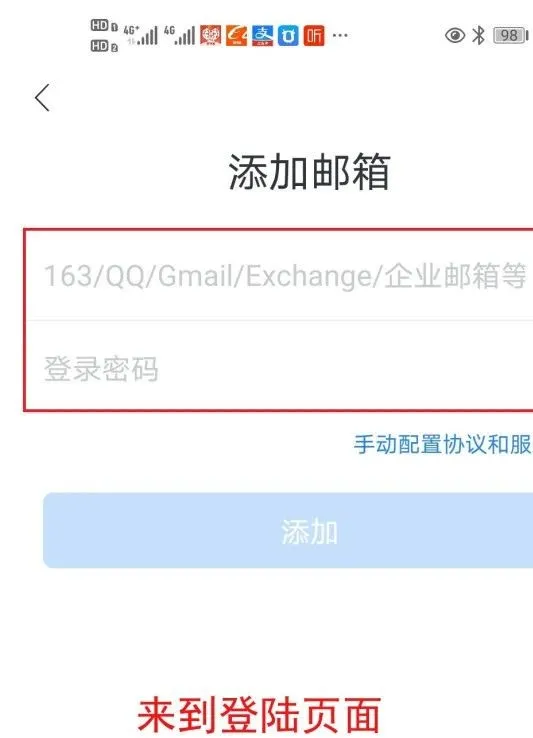 HD 1 4G+ 4G 听 ... 98
HD 2
添加邮箱
163/QQ/Gmail/Exchange/企业邮箱等
登录密码
手动配置协议和服
添加
来到登陆页面